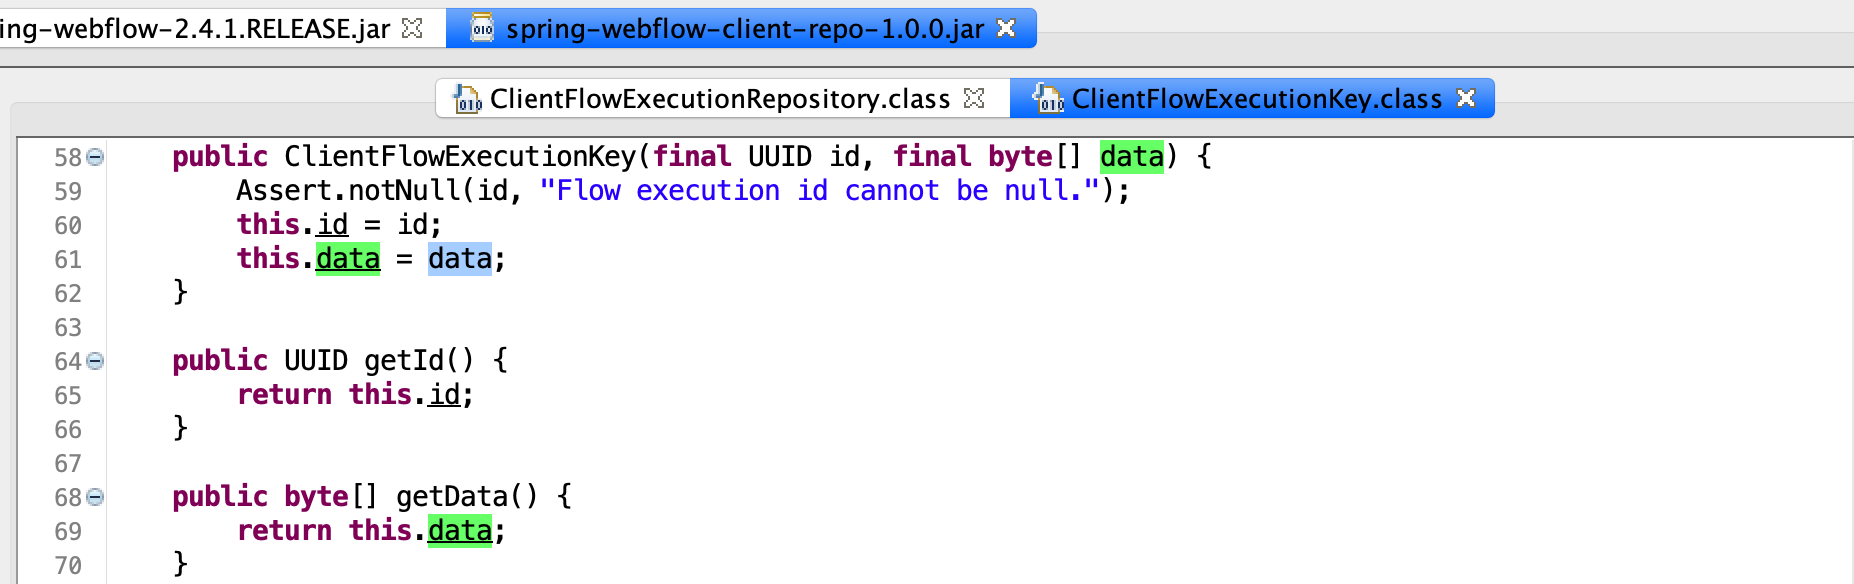 ing-webflow-2.4.1.RELEASE.jar spring-webflow-client-repo-1.0.0.jar
ClientFlowExecutionRepository.class ClientFlowExecutionKey.class
58 public ClientFlowExecutionKey(final UUID id, final byte[] data) {
59 Assert.notNull(id, "Flow execution id cannot be null.");
60 this.id = id;
61 this.data = data;
62 }
63
64 public UUID getId() {
65 return this.id;
66 }
67
68 public byte[] getData() {
69 return this.data;
70 }